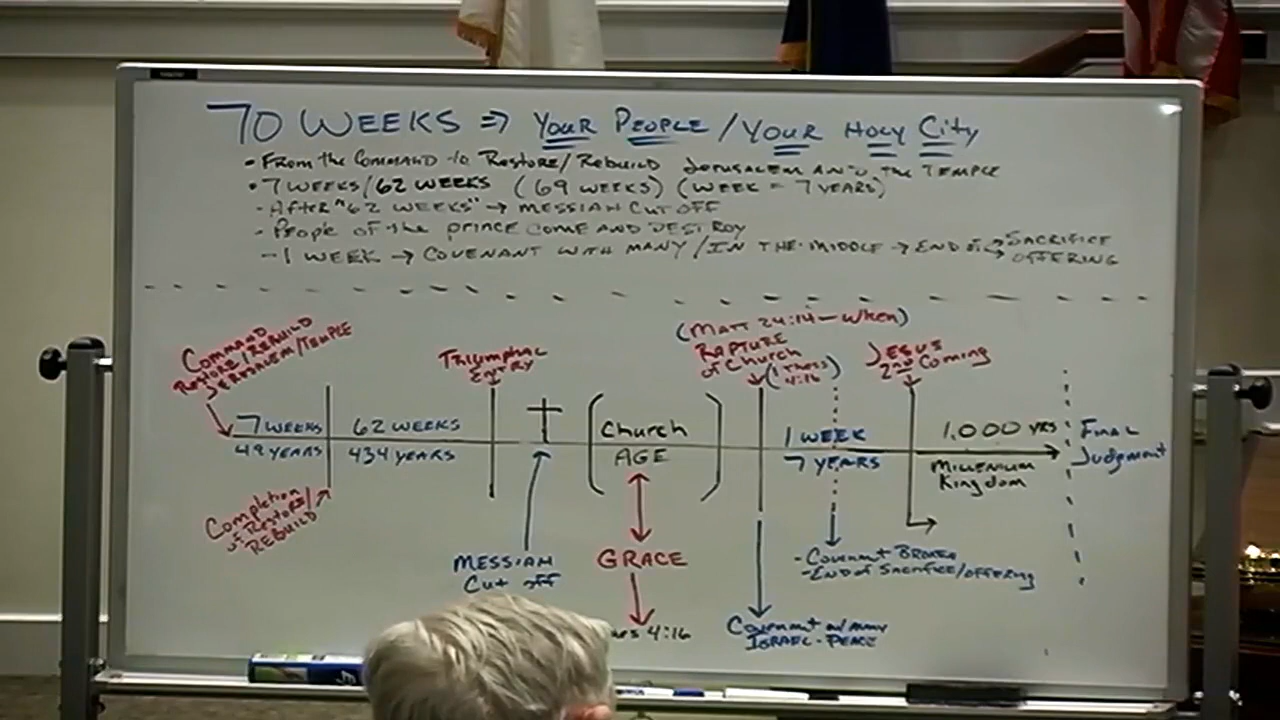 70 WEEKS ⇒ YOUR PEOPLE / YOUR HOLY CITY
• FROM the COMMAND to RESTORE/REBUILD JERUSALEM AND the TEMPLE
• 7 WEEKS/62 WEEKS (69 WEEKS) (WEEK = 7 YEARS)
- AFTER "62 WEEKS" → MESSIAH CUT OFF
- People of the prince COME AND DESTROY
- 1 WEEK → COVENANT WITH MANY/IN THE MIDDLE → END OF → SACRIFICE
→ OFFERING
COMMAND
RESTORE/REBUILD
JERUSALEM/TEMPLE
Triumphal
ENTRY
(MATT 24:14 - When)
RAPTURE
of Church
(1 Thess
4:16)
JESUS
2nd Coming
7 WEEKS
49 YEARS
62 WEEKS
434 YEARS
(Church
AGE)
1 WEEK
7 YEARS
1,000 YRS
MILLENIUM
Kingdom
FINAL
Judgment
Completion
of RESTORE/
REBUILD
MESSIAH
Cut off
GRACE
4:16
- Covenant BROKEN
- END of SACRIFICE/OFFERING
Covenant w/ many
ISRAEL - PEACE